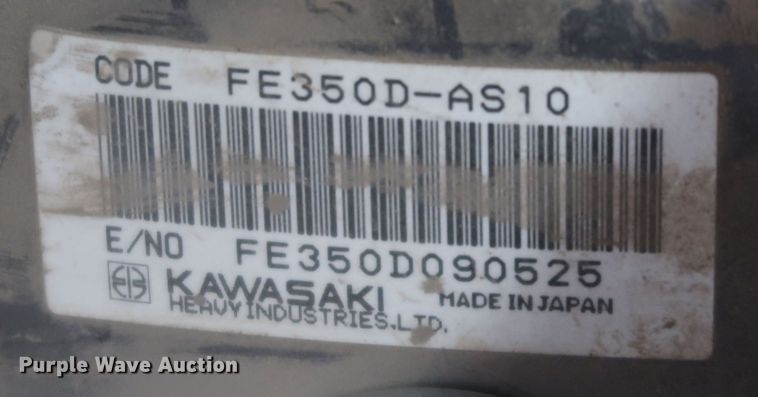 CODE FE350D-AS10
E/NO FE350D090525
KAWASAKI
HEAVY INDUSTRIES.LTD.
MADE IN JAPAN
Purple Wave Auction